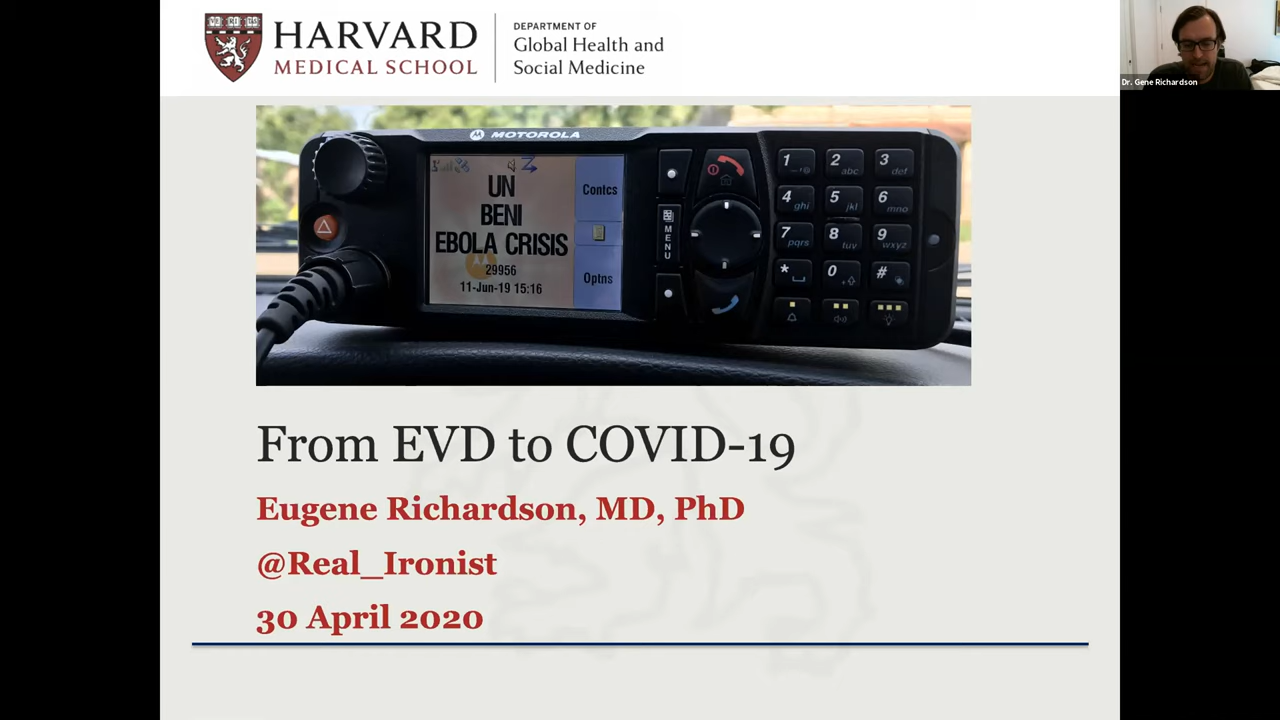 VE RI TAS
HARVARD
MEDICAL SCHOOL
DEPARTMENT OF
Global Health and
Social Medicine
Dr. Gene Richardson
MOTOROLA
UN
BENI
EBOLA CRISIS
29956
11-Jun-19 15:16
Contcs
Optns
MENU
1
2 abc
3 def
4 ghi
5 jkl
6 mno
7 pqrs
8 tuv
9 wxyz
*
0
#
From EVD to COVID-19
Eugene Richardson, MD, PhD
@Real_Ironist
30 April 2020